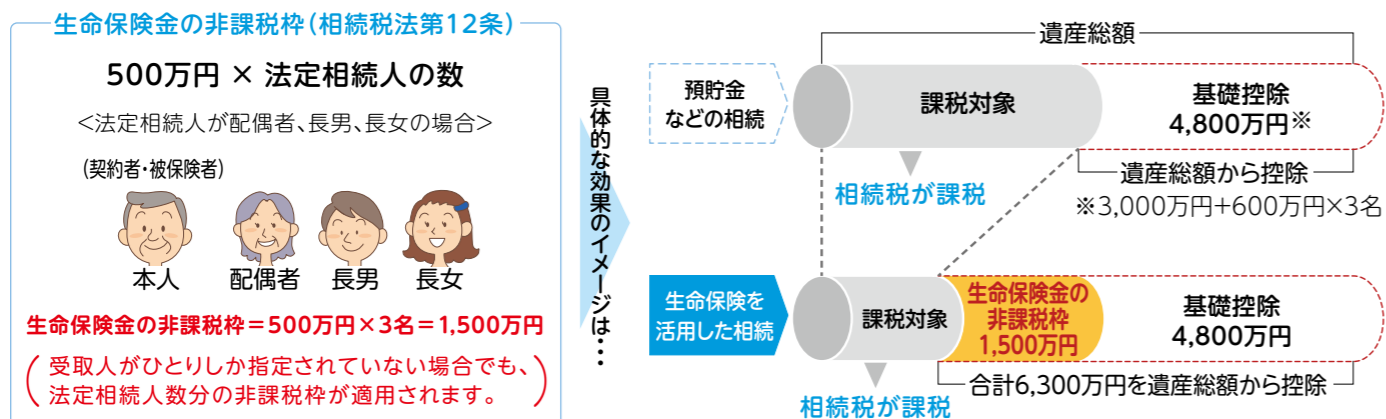 生命保険金の非課税枠(相続税法第12条)
500万円 × 法定相続人の数
<法定相続人が配偶者、長男、長女の場合>
(契約者・被保険者)
本人 配偶者 長男 長女
生命保険金の非課税枠=500万円×3名=1,500万円
(受取人がひとりしか指定されていない場合でも、
法定相続人数分の非課税枠が適用されます。)
具体的な効果のイメージは・・・
遺産総額
預貯金
などの相続
課税対象
基礎控除
4,800万円※
相続税が課税
遺産総額から控除
※3,000万円+600万円×3名
生命保険を
活用した相続
課税対象
生命保険金の
非課税枠
1,500万円
基礎控除
4,800万円
合計6,300万円を遺産総額から控除
相続税が課税